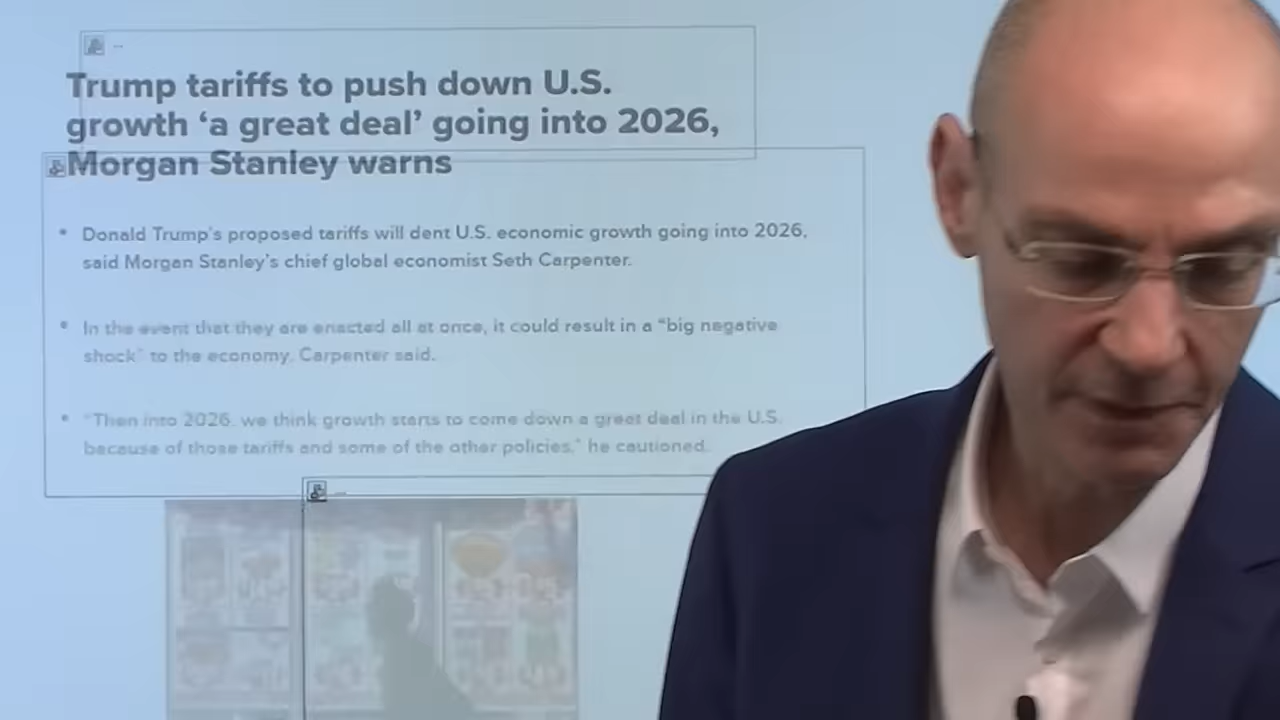 Trump tariffs to push down U.S.
growth ‘a great deal’ going into 2026,
Morgan Stanley warns
• Donald Trump's proposed tariffs will dent U.S. economic growth going into 2026,
said Morgan Stanley's chief global economist Seth Carpenter.
• In the event that they are enacted all at once, it could result in a “big negative
shock” to the economy, Carpenter said.
• “Then into 2026, we think growth starts to come down a great deal in the U.S.
because of those tariffs and some of the other policies,” he cautioned.